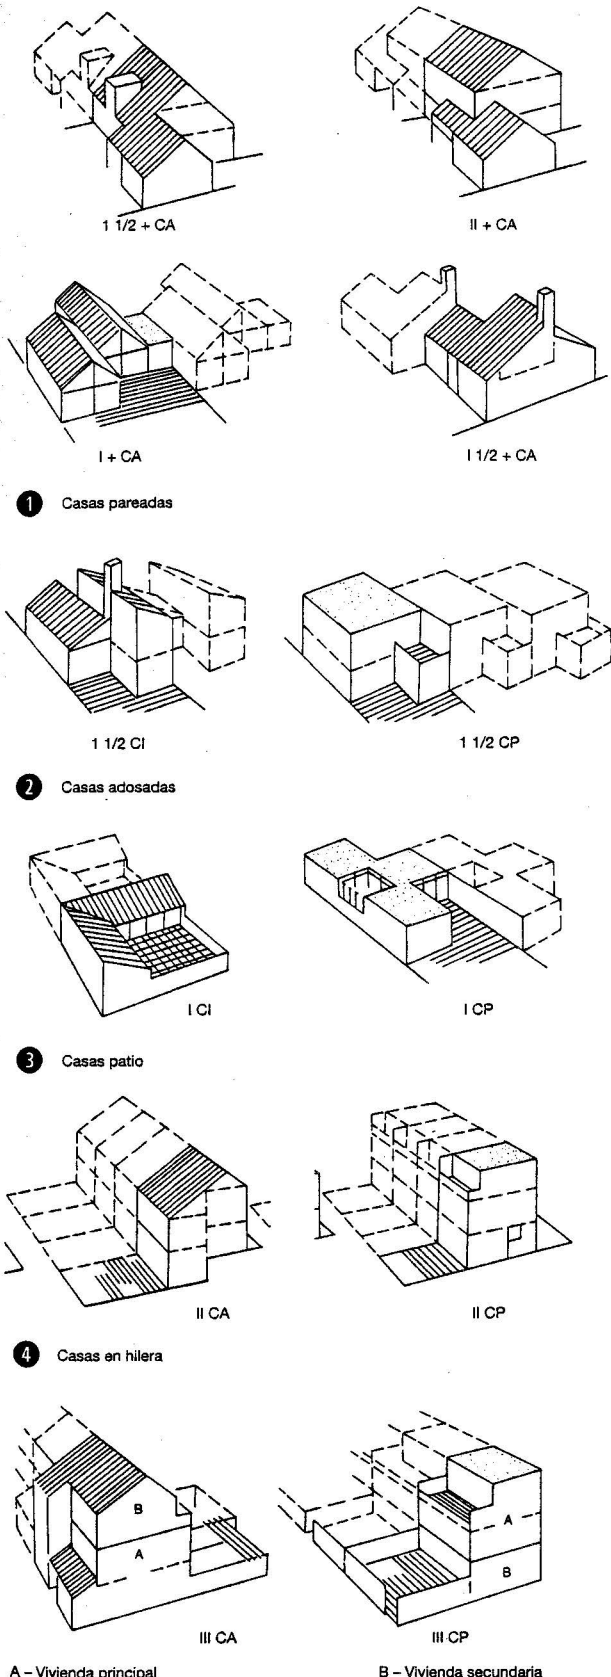 1 1/2 + CA
II + CA
I + CA
I 1/2 + CA
1 Casas pareadas
1 1/2 CI
1 1/2 CP
2 Casas adosadas
I CI
I CP
3 Casas patio
II CA
II CP
4 Casas en hilera
B
A
A
B
III CA
III CP
A – Vivienda principal
B – Vivienda secundaria